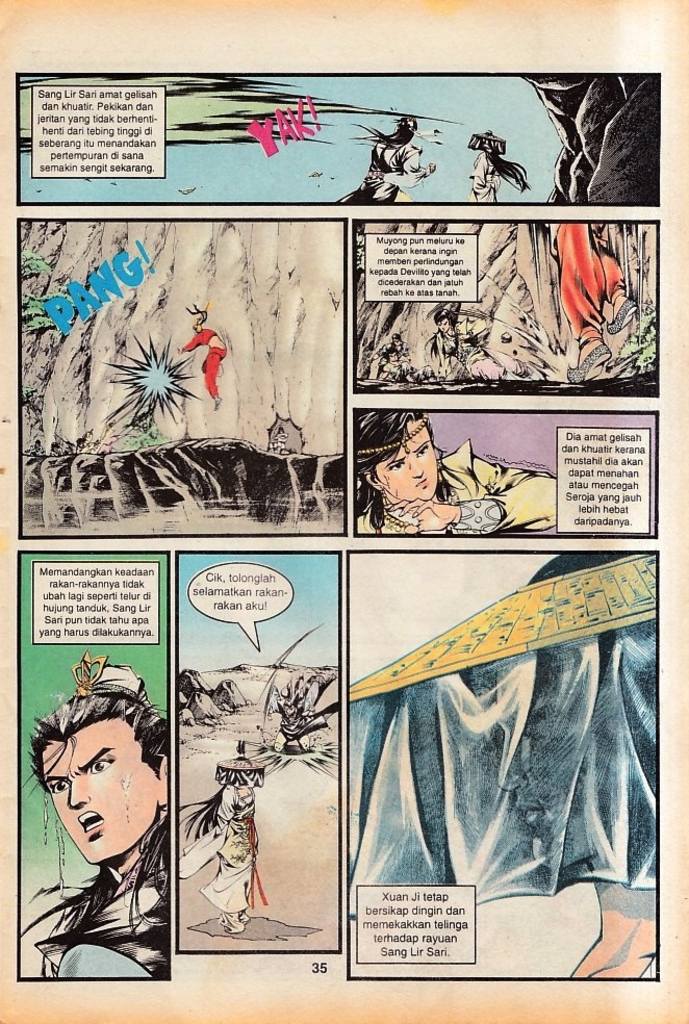 Sang Lir Sari amat gelisah
dan khuatir. Pekikan dan
jeritan yang tidak berhenti-
henti dari tebing tinggi di
seberang itu menandakan
pertempuran di sana
semakin sengit sekarang.
YAK!
PANG!
Muyong pun meluru ke
depan kerana ingin
memberi perlindungan
kepada Devilito yang telah
dicederakan dan jatuh
rebah ke atas tanah.
Dia amat gelisah
dan khuatir kerana
mustahil dia akan
dapat menahan
atau mencegah
Seroja yang jauh
lebih hebat
daripadanya.
Memandangkan keadaan
rakan-rakannya tidak
ubah lagi seperti telur di
hujung tanduk, Sang Lir
Sari pun tidak tahu apa
yang harus dilakukannya.
Cik, tolonglah
selamatkan rakan-
rakan aku!
Xuan Ji tetap
bersikap dingin dan
memekakkan telinga
terhadap rayuan
Sang Lir Sari.
35